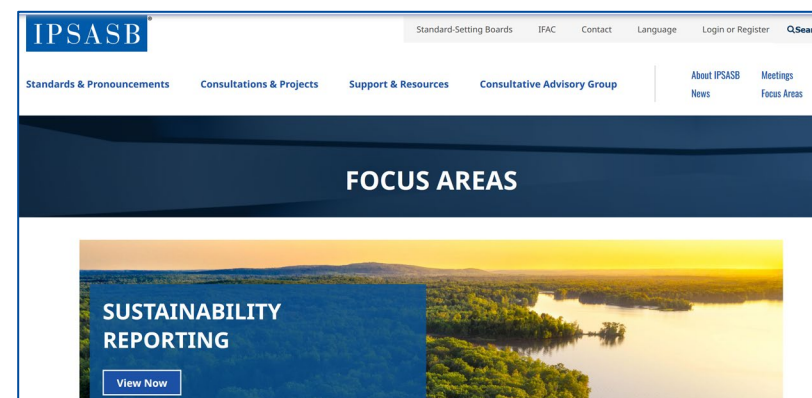 IPSASB®
Standard-Setting Boards IFAC Contact Language Login or Register Sear
Standards & Pronouncements Consultations & Projects Support & Resources Consultative Advisory Group About IPSASB Meetings
News Focus Areas
FOCUS AREAS
SUSTAINABILITY
REPORTING
View Now